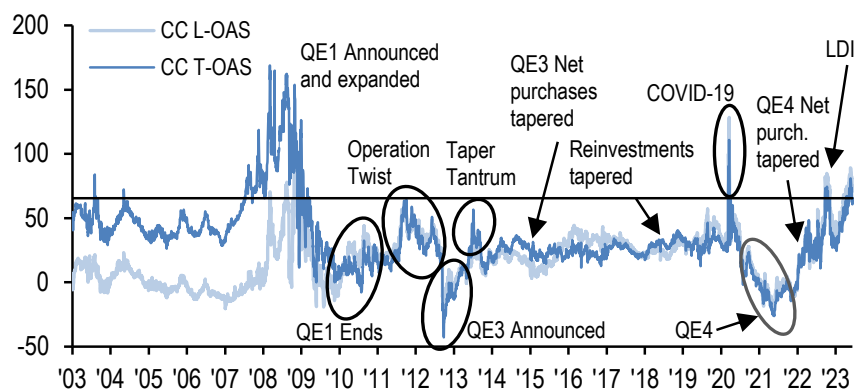 200
150
100
50
0
-50
CC L-OAS
CC T-OAS
QE1 Announced
and expanded
Operation
Twist
Taper
Tantrum
QE3 Net
purchases
tapered
Reinvestments
tapered
COVID-19
QE4 Net
purch.
tapered
LDI
QE1 Ends
QE3 Announced
QE4
'03 '04 '05 '06 '07 '08 '09 '10 '11 '12 '13 '14 '15 '16 '17 '18 '19 '20 '21 '22 '23